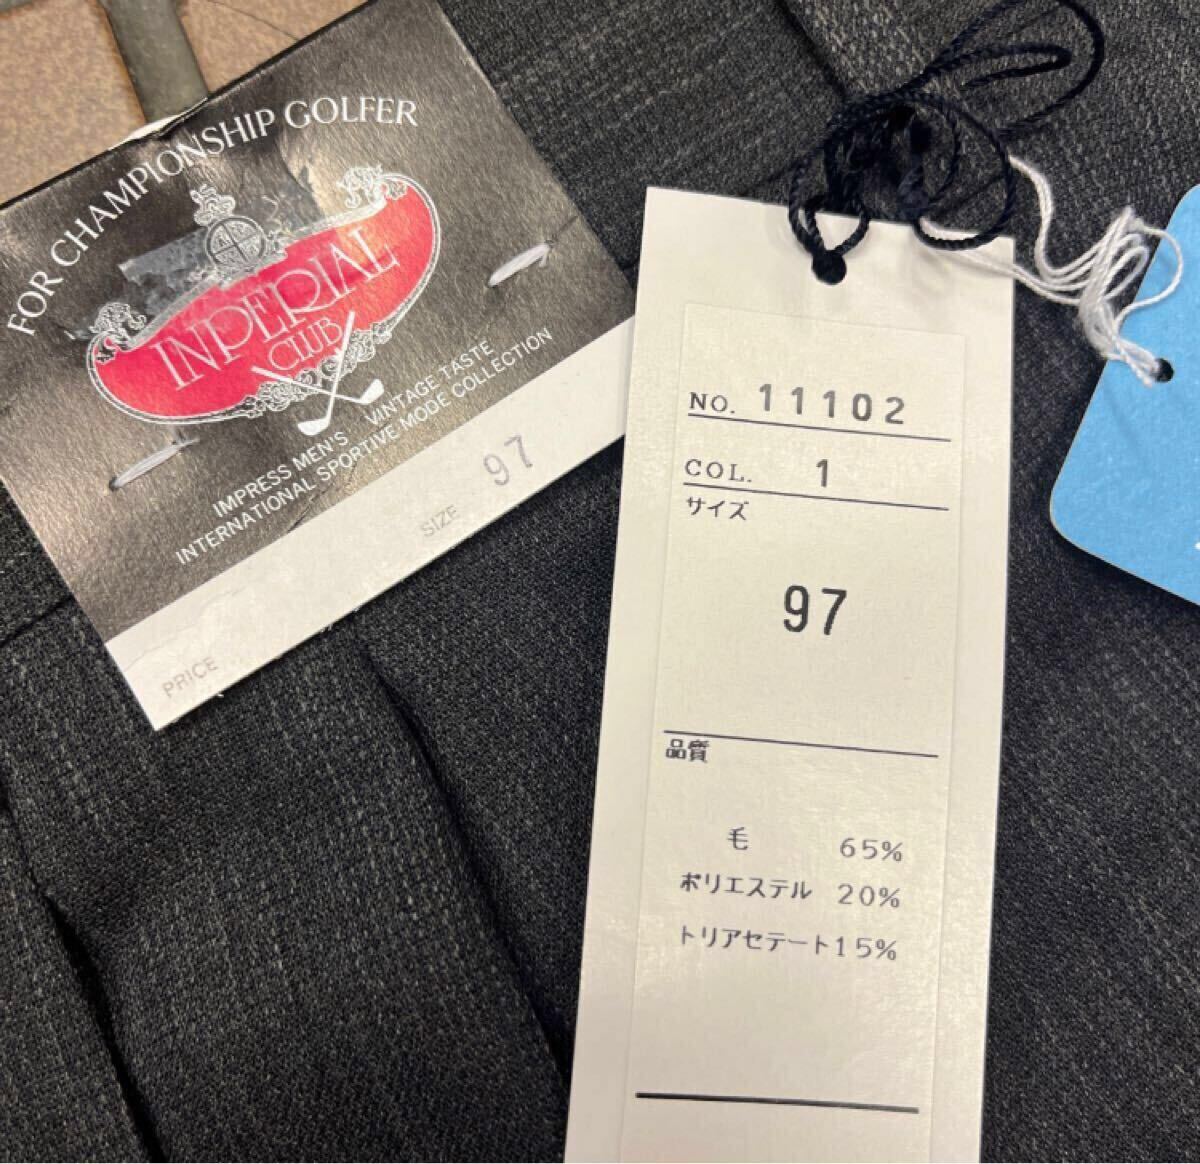 FOR CHAMPIONSHIP GOLFER
INPERIAL
CLUB
IMPRESS MEN'S VINTAGE TASTE
INTERNATIONAL SPORTIVE MODE COLLECTION
SIZE 97
PRICE
NO. 11102
COL. 1
サイズ
97
品質
毛 65%
ポリエステル 20%
トリアセテート15%